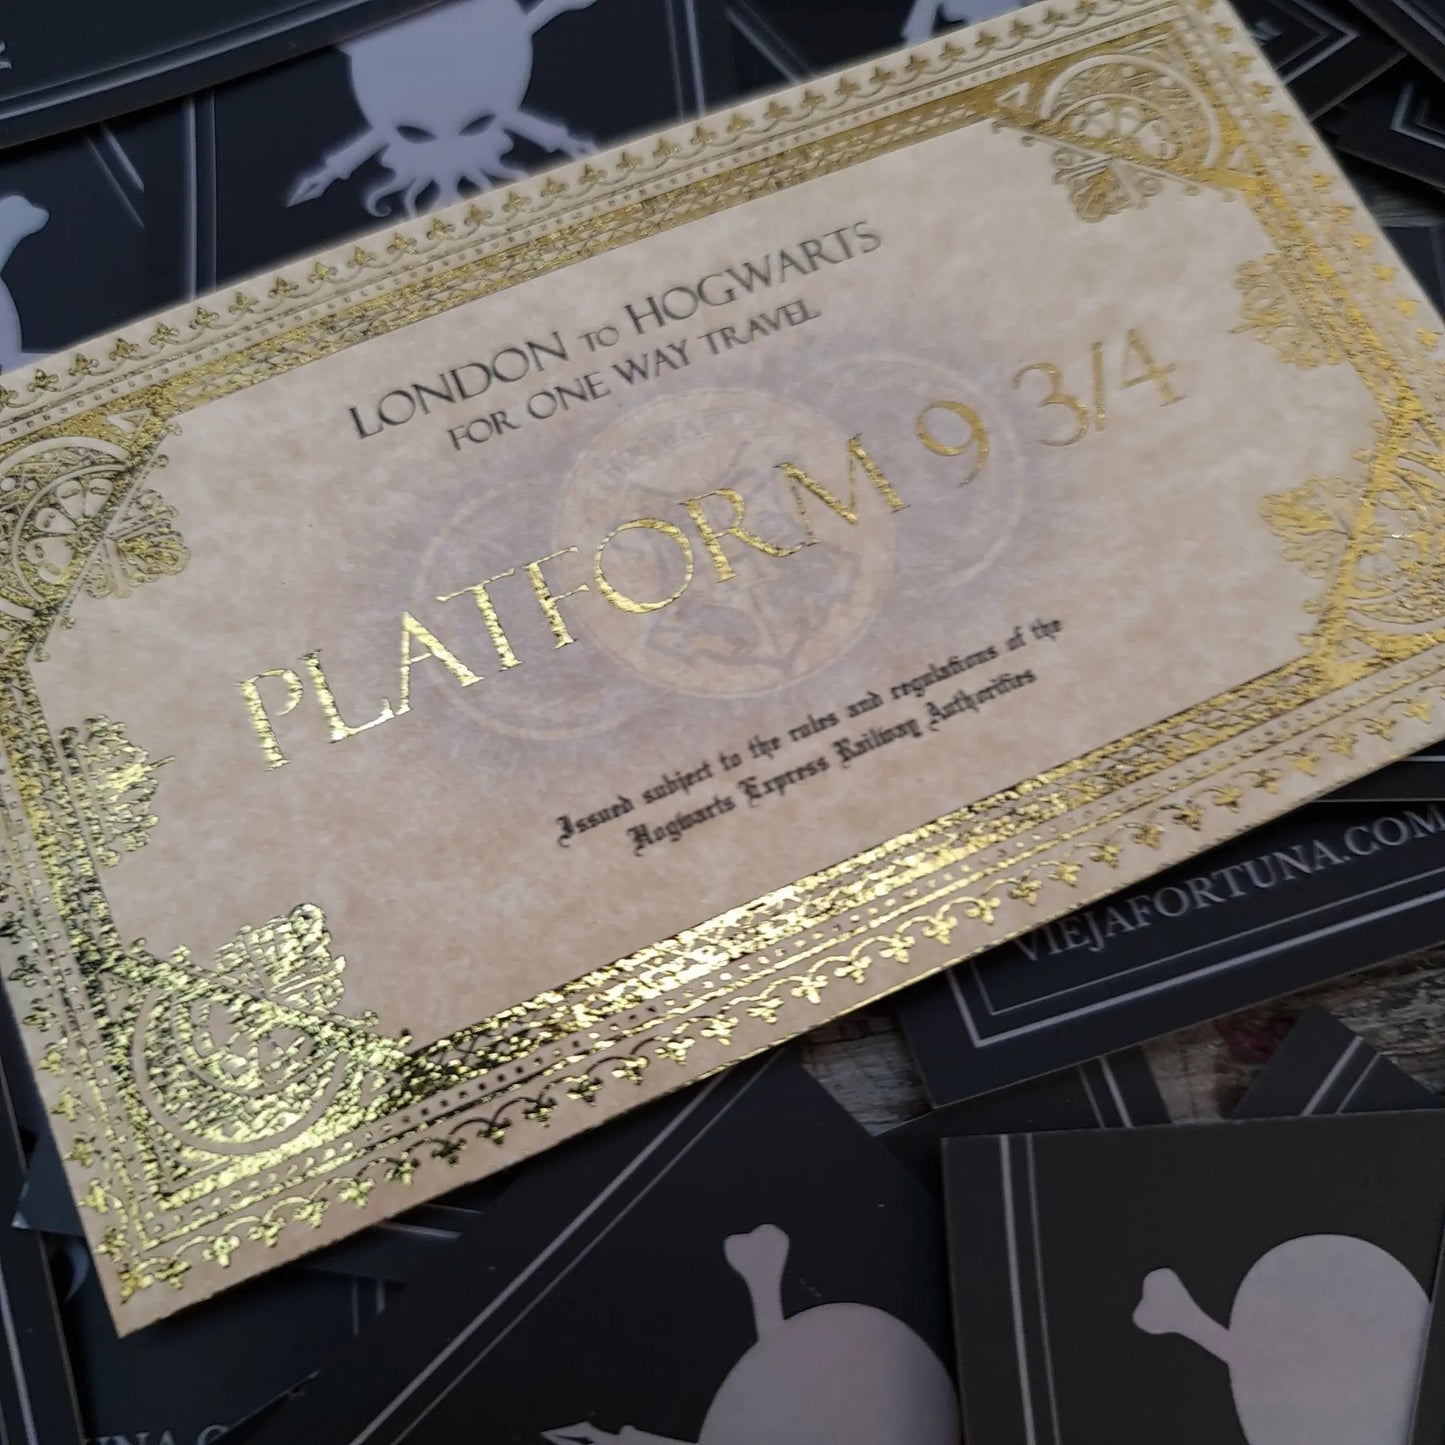 LONDON TO HOGWARTS
FOR ONE WAY TRAVEL
PLATFORM 9 3/4
Issued subject to the rules and regulations of the
Hogwarts Express Railway Authorities
VIEJAFORTUNA.COM